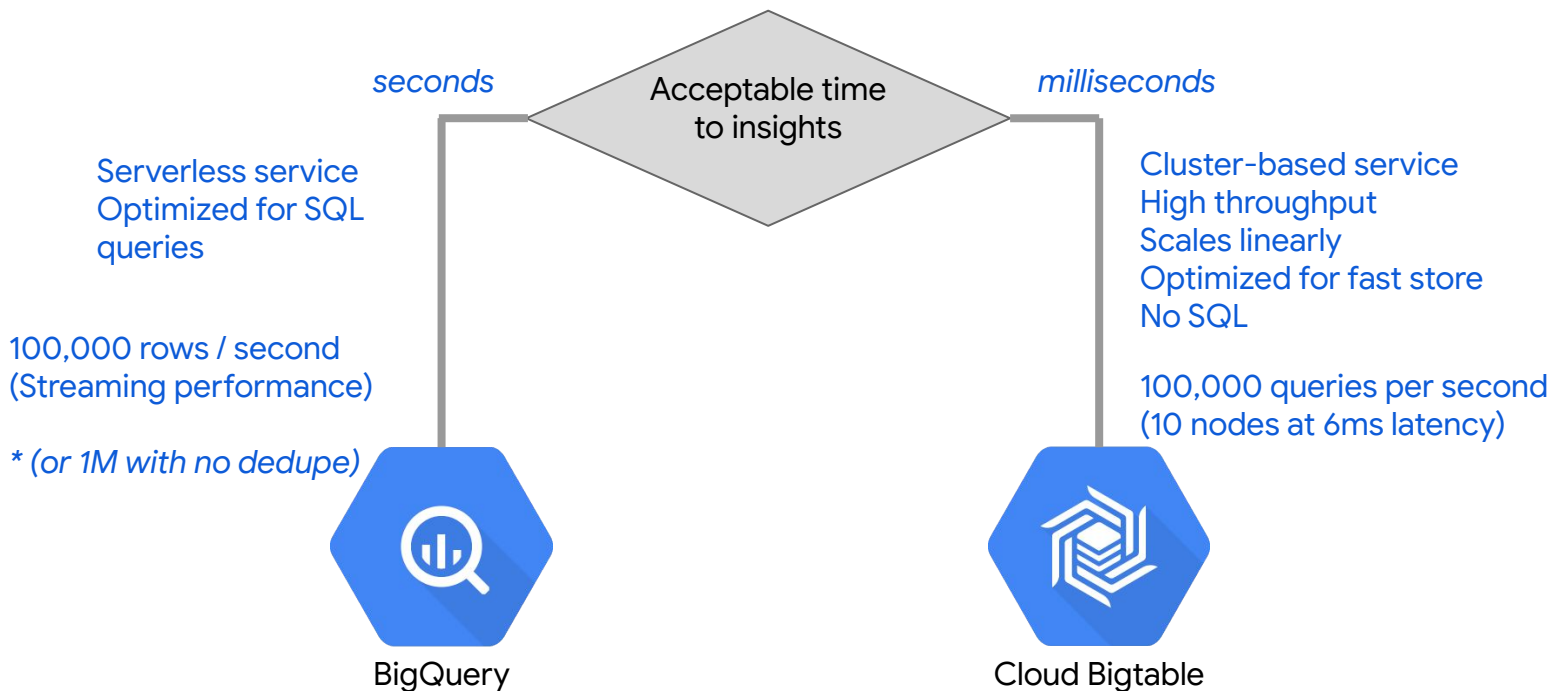 Acceptable time
to insights
seconds
Serverless service
Optimized for SQL
queries
100,000 rows / second
(Streaming performance)
* (or 1M with no dedupe)
BigQuery
milliseconds
Cluster-based service
High throughput
Scales linearly
Optimized for fast store
No SQL
100,000 queries per second
(10 nodes at 6ms latency)
Cloud Bigtable